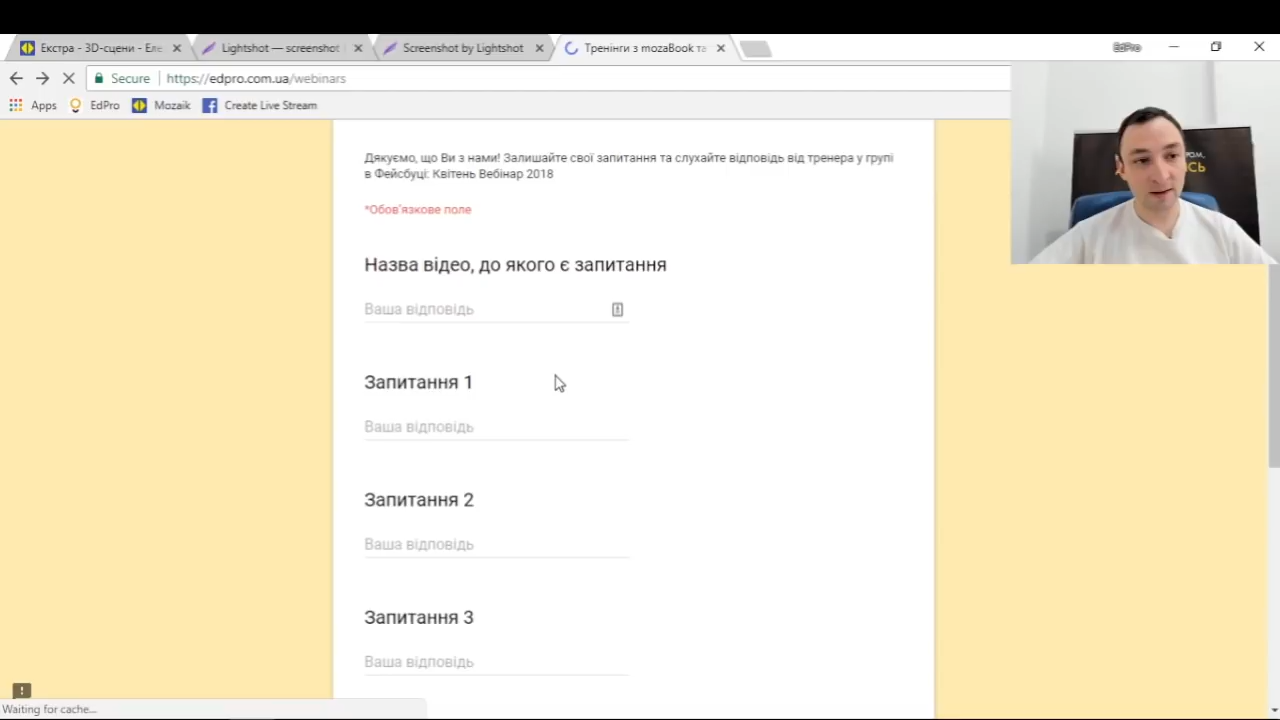 Екстра - 3D-сцени - Еле
Lightshot — screenshot
Screenshot by Lightshot
Тренінги з mozaBook та
EdPro
Secure
https://edpro.com.ua/webinars
Apps
EdPro
Mozaik
Create Live Stream
Дякуємо, що Ви з нами! Залишайте свої запитання та слухайте відповідь від тренера у групі
в Фейсбуці: Квітень Вебінар 2018
*Обов'язкове поле
Назва відео, до якого є запитання
Ваша відповідь
Запитання 1
Ваша відповідь
Запитання 2
Ваша відповідь
Запитання 3
Ваша відповідь
Waiting for cache...